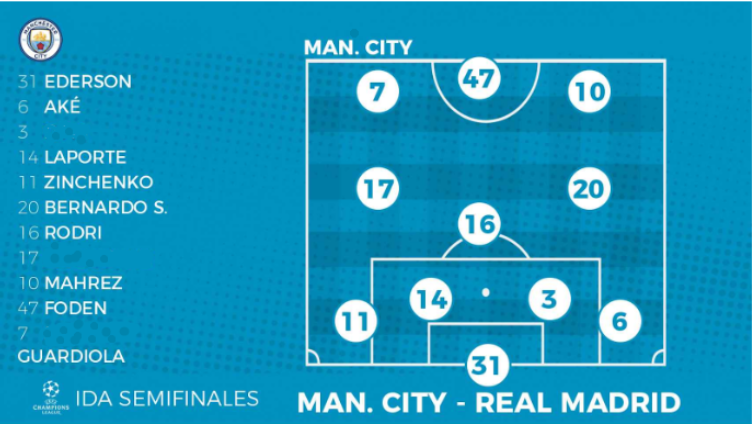 MANCHESTER
CITY
31 EDERSON
6 AKÉ
3
14 LAPORTE
11 ZINCHENKO
20 BERNARDO S.
16 RODRI
17
10 MAHREZ
47 FODEN
7
GUARDIOLA
MAN. CITY
7
47
10
17
20
16
14
3
11
6
31
CHAMPIONS
LEAGUE
IDA SEMIFINALES
MAN. CITY - REAL MADRID